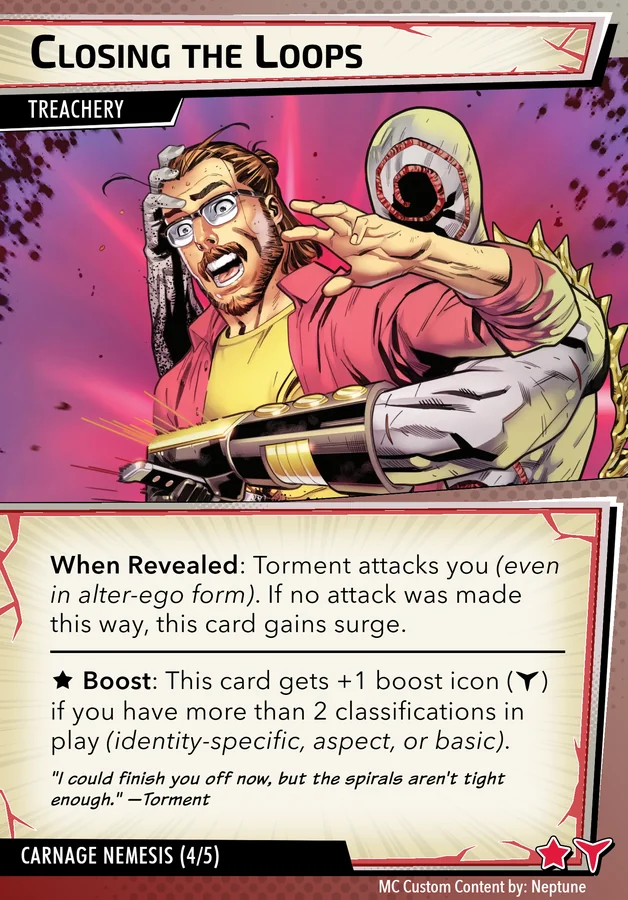 Closing the Loops
TREACHERY
When Revealed: Torment attacks you (even
in alter-ego form). If no attack was made
this way, this card gains surge.
★ Boost: This card gets +1 boost icon ()
if you have more than 2 classifications in
play (identity-specific, aspect, or basic).
"I could finish you off now, but the spirals aren't tight
enough." —Torment
CARNAGE NEMESIS (4/5)
MC Custom Content by: Neptune